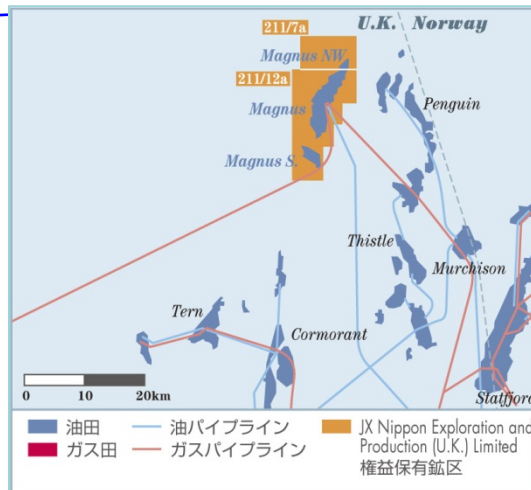 211/7a
U.K. Norway
Magnus NW
211/12a
Penguin
Magnus
Magnus S.
Thistle
Murchison
Tern
Cormorant
0 10 20km
Statfjor
油田
油パイプライン
JX Nippon Exploration and
Production (U.K.) Limited
権益保有鉱区
ガス田
ガスパイプライン